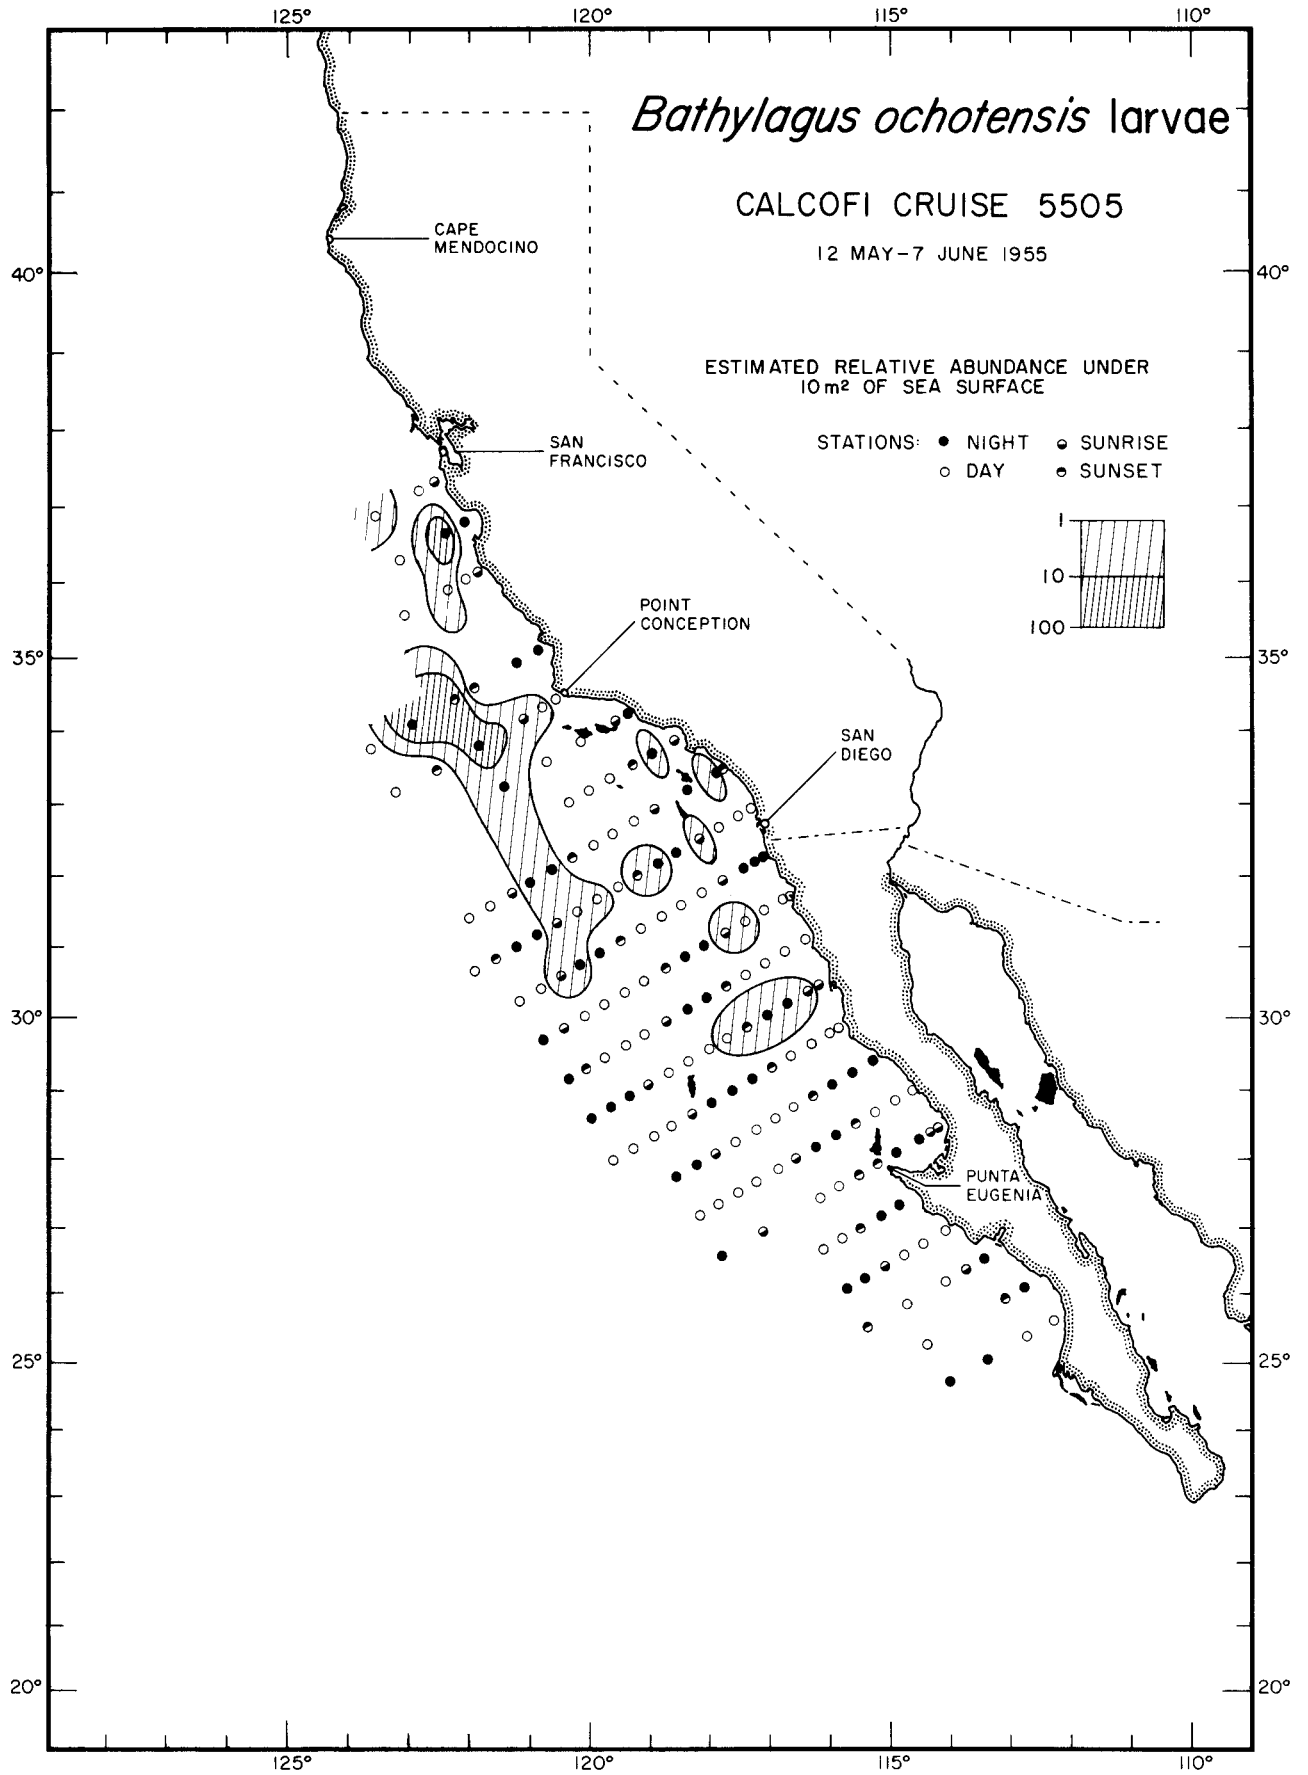 125° 120° 115° 110°
Bathylagus ochotensis larvae
CALCOFI CRUISE 5505
12 MAY–7 JUNE 1955
CAPE
MENDOCINO
40° 40°
ESTIMATED RELATIVE ABUNDANCE UNDER
10m² OF SEA SURFACE
STATIONS: NIGHT SUNRISE
DAY SUNSET
SAN
FRANCISCO
1
10
100
POINT
CONCEPTION
35° 35°
SAN
DIEGO
30° 30°
PUNTA
EUGENIA
25° 25°
20° 20°
125° 120° 115° 110°